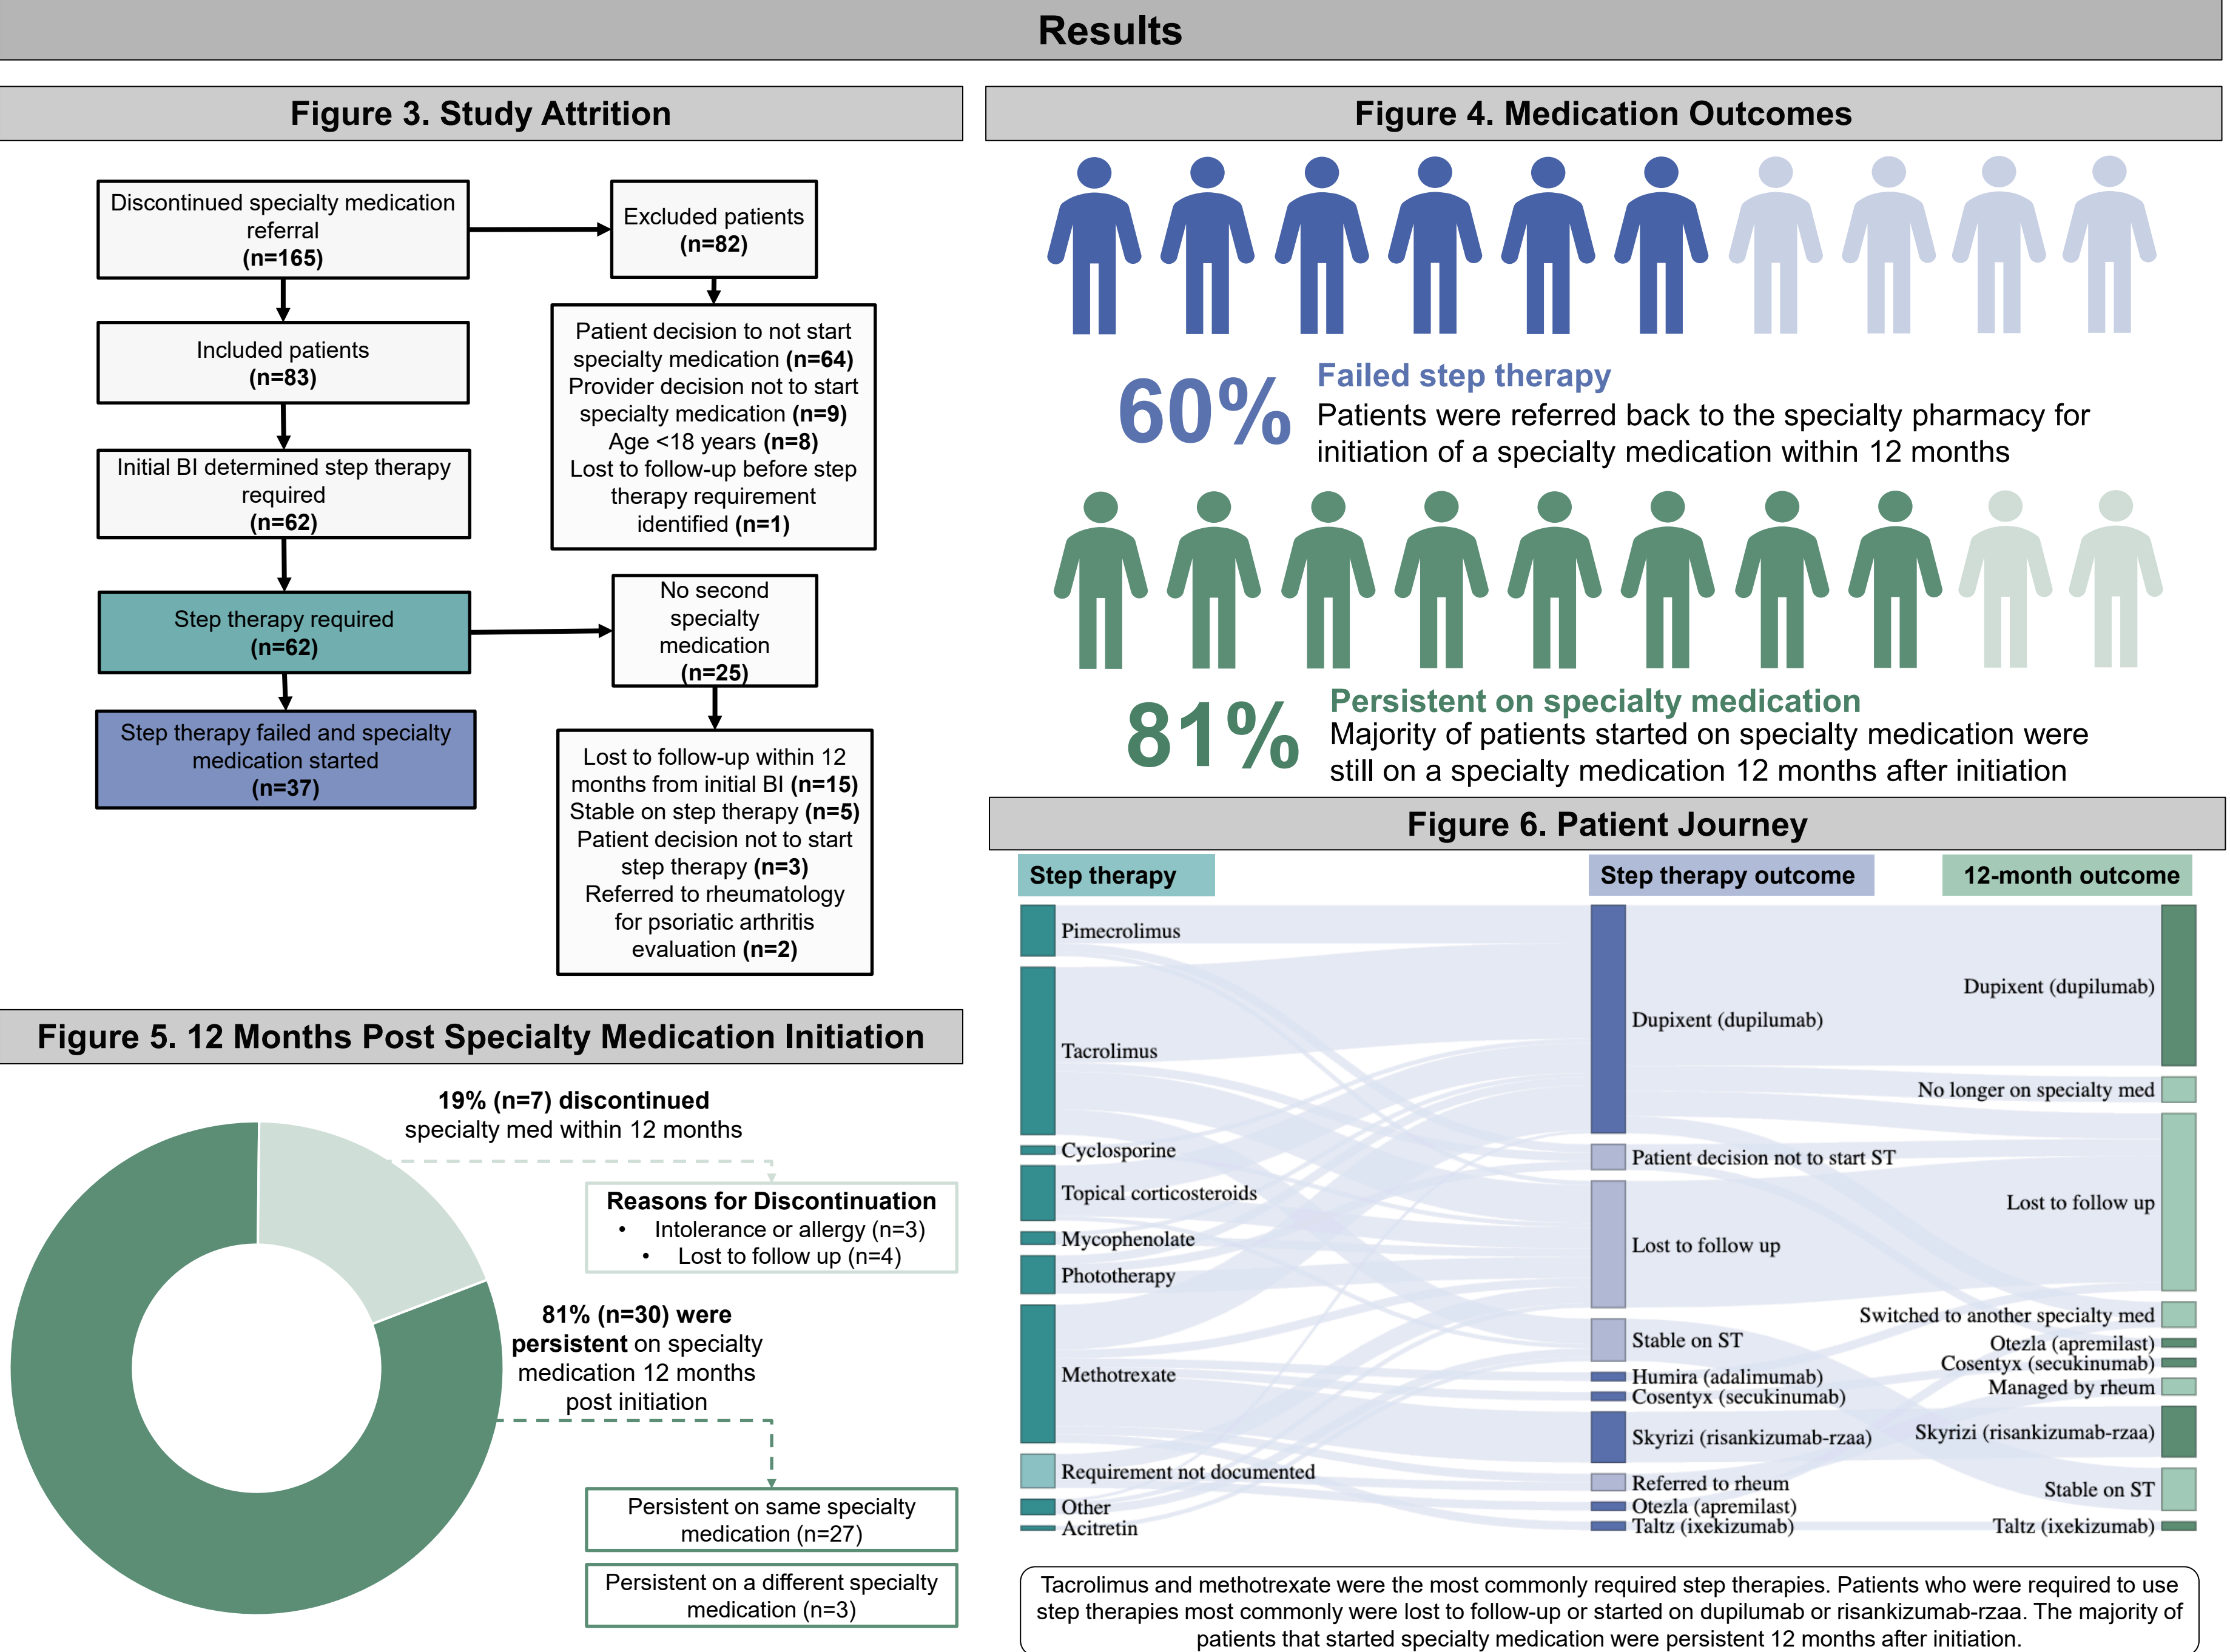 Results
Figure 3. Study Attrition
Discontinued specialty medication
referral
(n=165)
Excluded patients
(n=82)
Included patients
(n=83)
Patient decision to not start
specialty medication (n=64)
Provider decision not to start
specialty medication (n=9)
Age <18 years (n=8)
Lost to follow-up before step
therapy requirement
identified (n=1)
Initial BI determined step therapy
required
(n=62)
Step therapy required
(n=62)
No second
specialty
medication
(n=25)
Step therapy failed and specialty
medication started
(n=37)
Lost to follow-up within 12
months from initial BI (n=15)
Stable on step therapy (n=5)
Patient decision not to start
step therapy (n=3)
Referred to rheumatology
for psoriatic arthritis
evaluation (n=2)
Figure 4. Medication Outcomes
60%
Failed step therapy
Patients were referred back to the specialty pharmacy for
initiation of a specialty medication within 12 months
81%
Persistent on specialty medication
Majority of patients started on specialty medication were
still on a specialty medication 12 months after initiation
Figure 5. 12 Months Post Specialty Medication Initiation
19% (n=7) discontinued
specialty med within 12 months
Reasons for Discontinuation
• Intolerance or allergy (n=3)
• Lost to follow up (n=4)
81% (n=30) were
persistent on specialty
medication 12 months
post initiation
Persistent on same specialty
medication (n=27)
Persistent on a different specialty
medication (n=3)
Figure 6. Patient Journey
Step therapy
Step therapy outcome
12-month outcome
Pimecrolimus
Tacrolimus
Cyclosporine
Topical corticosteroids
Mycophenolate
Phototherapy
Methotrexate
Requirement not documented
Other
Acitretin
Dupixent (dupilumab)
Patient decision not to start ST
Lost to follow up
Stable on ST
Humira (adalimumab)
Cosentyx (secukinumab)
Skyrizi (risankizumab-rzaa)
Referred to rheum
Otezla (apremilast)
Taltz (ixekizumab)
Dupixent (dupilumab)
No longer on specialty med
Lost to follow up
Switched to another specialty med
Otezla (apremilast)
Cosentyx (secukinumab)
Managed by rheum
Skyrizi (risankizumab-rzaa)
Stable on ST
Taltz (ixekizumab)
Tacrolimus and methotrexate were the most commonly required step therapies. Patients who were required to use
step therapies most commonly were lost to follow-up or started on dupilumab or risankizumab-rzaa. The majority of
patients that started specialty medication were persistent 12 months after initiation.